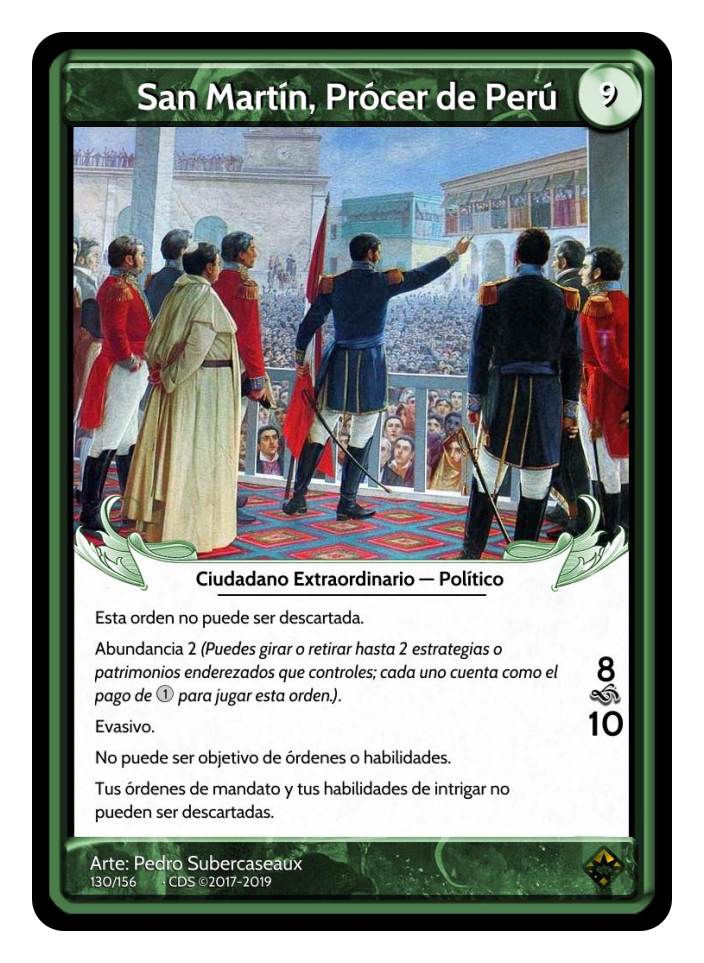 San Martín, Prócer de Perú 9
Ciudadano Extraordinario — Político
Esta orden no puede ser descartada.
Abundancia 2 (Puedes girar o retirar hasta 2 estrategias o
patrimonios enderezados que controles; cada uno cuenta como el
pago de 1 para jugar esta orden.).
Evasivo.
No puede ser objetivo de órdenes o habilidades.
Tus órdenes de mandato y tus habilidades de intrigar no
pueden ser descartadas.
8
10
Arte: Pedro Subercaseaux
130/156 · CDS ©2017-2019